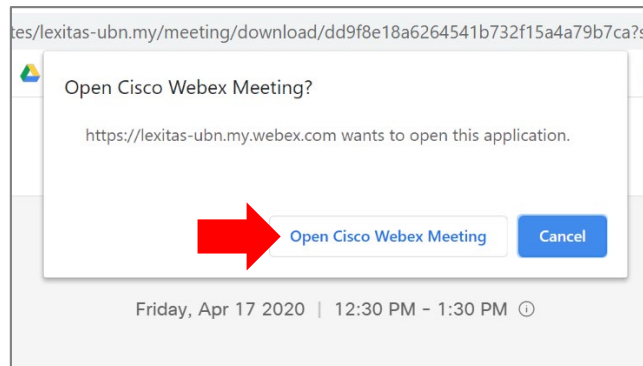 tes/lexitas-ubn.my/meeting/download/dd9f8e18a6264541b732f15a4a79b7ca?s
Open Cisco Webex Meeting?
https://lexitas-ubn.my.webex.com wants to open this application.
Open Cisco Webex Meeting Cancel
Friday, Apr 17 2020 | 12:30 PM - 1:30 PM